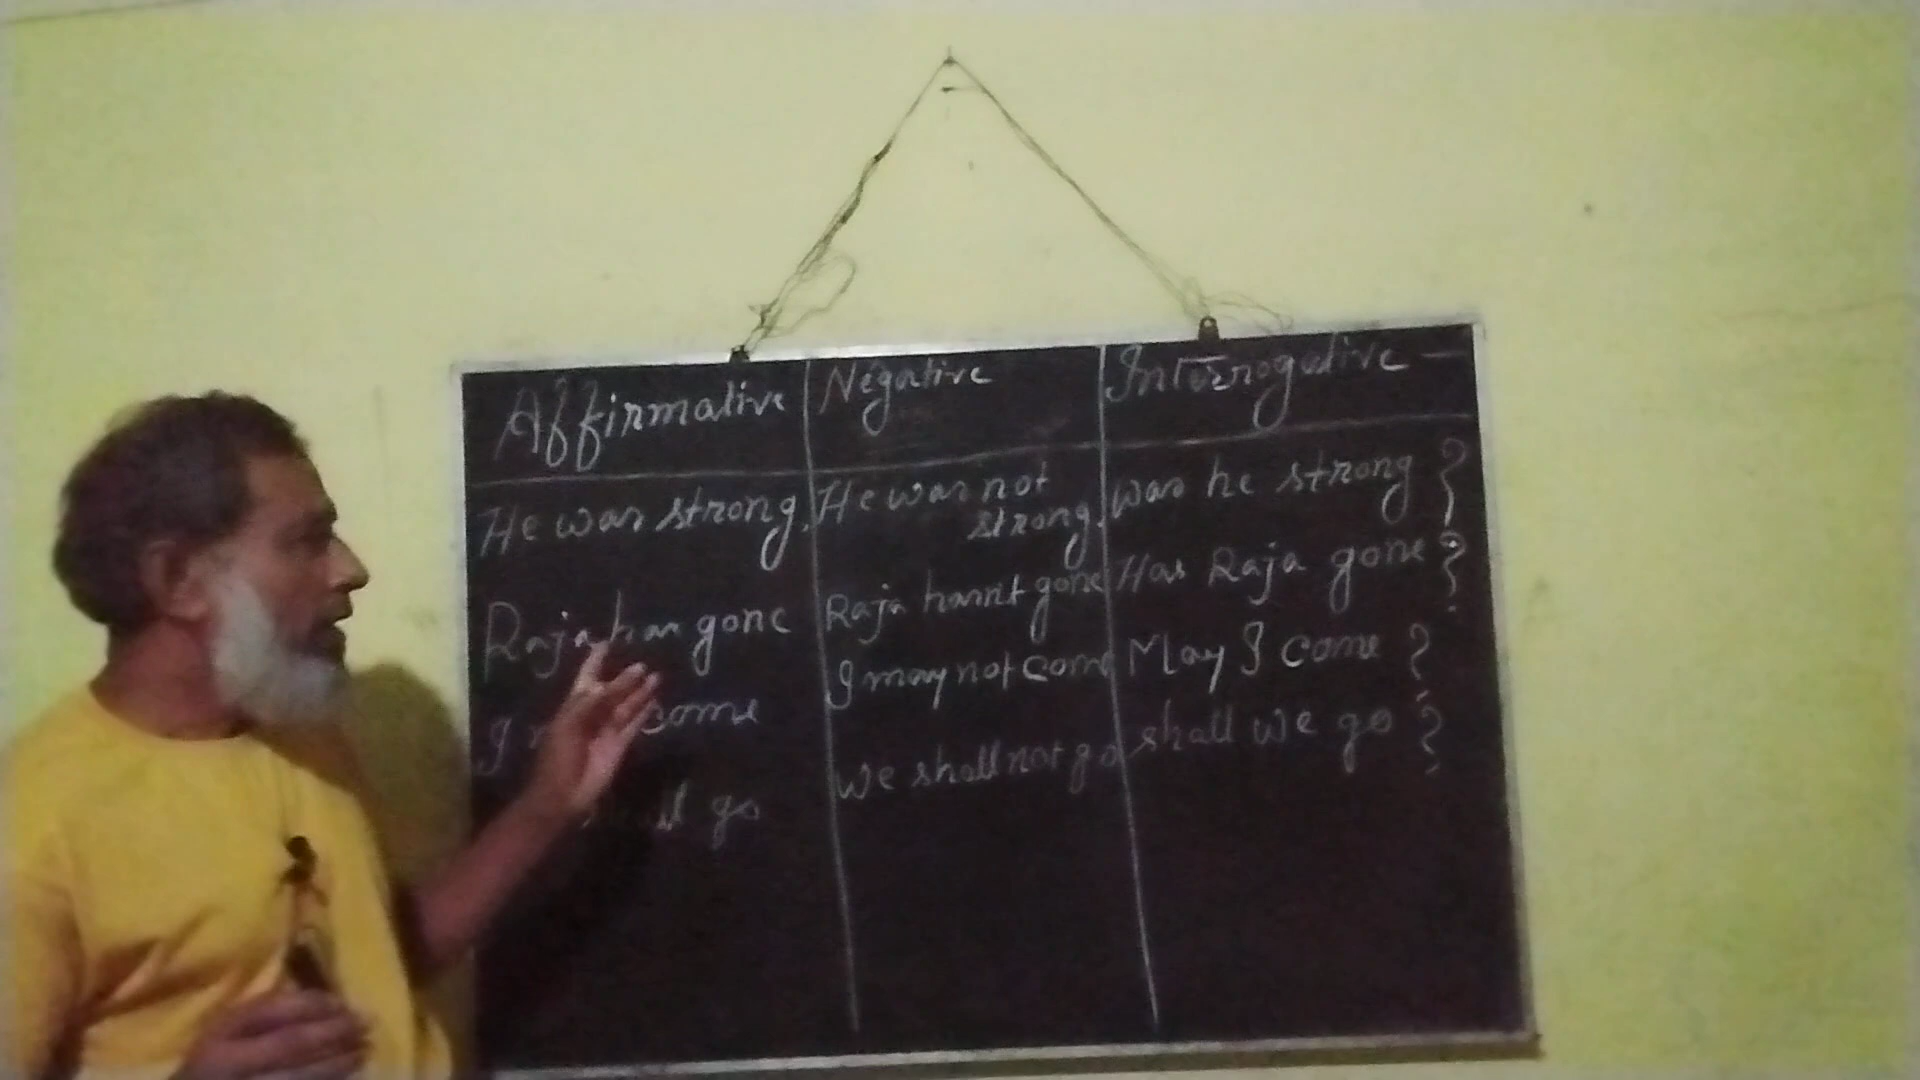 Affirmative Negative Interrogative —
He was strong. He was not strong. was he strong ?
Raja has gone Raja hasn't gone Has Raja gone ?
I come I may not come May I come ?
go we shall not go shall we go ?